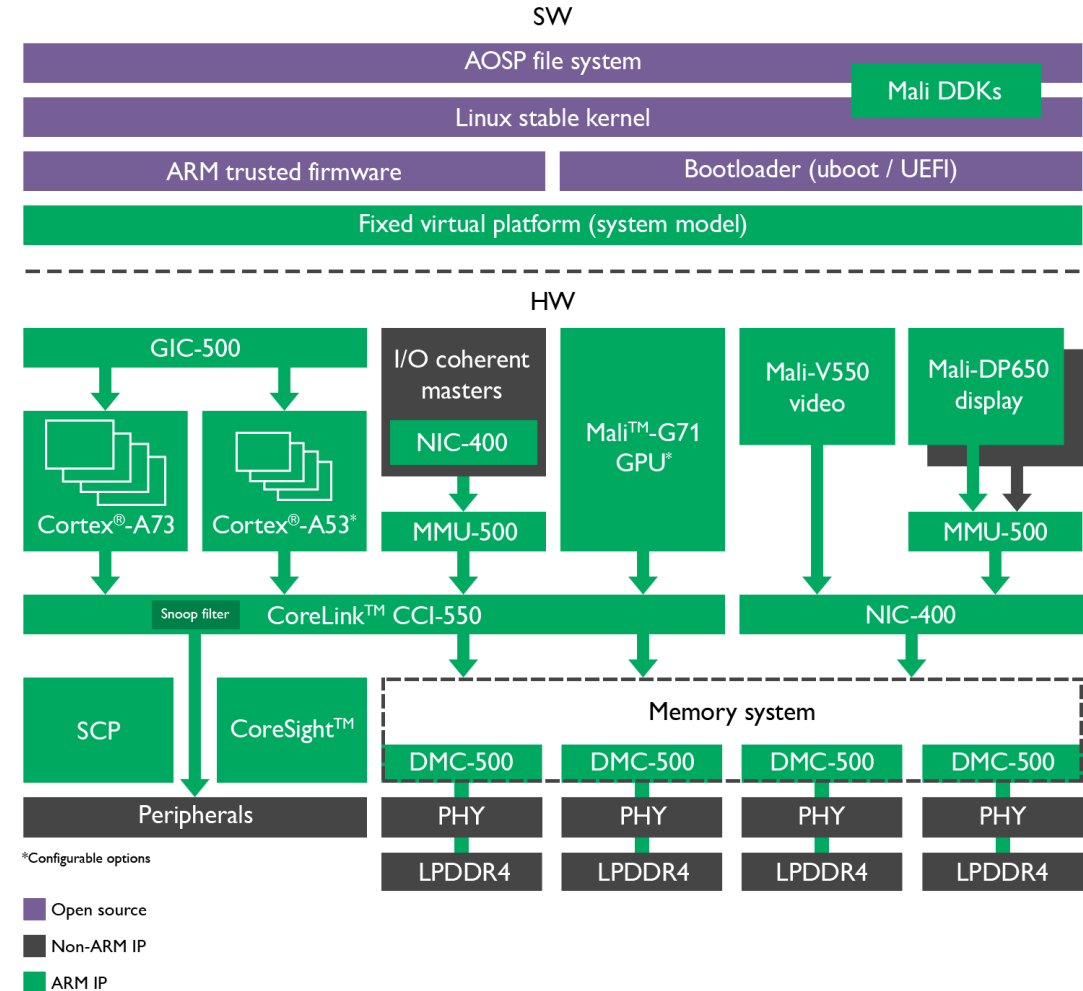 SW
AOSP file system
Mali DDKs
Linux stable kernel
ARM trusted firmware
Bootloader (uboot / UEFI)
Fixed virtual platform (system model)
HW
GIC-500
I/O coherent
masters
NIC-400
Mali™-G71
GPU*
Mali-V550
video
Mali-DP650
display
Cortex®-A73
Cortex®-A53*
MMU-500
MMU-500
Snoop filter
CoreLink™ CCI-550
NIC-400
SCP
CoreSight™
Memory system
DMC-500
DMC-500
DMC-500
DMC-500
Peripherals
PHY
PHY
PHY
PHY
LPDDR4
LPDDR4
LPDDR4
LPDDR4
*Configurable options
Open source
Non-ARM IP
ARM IP